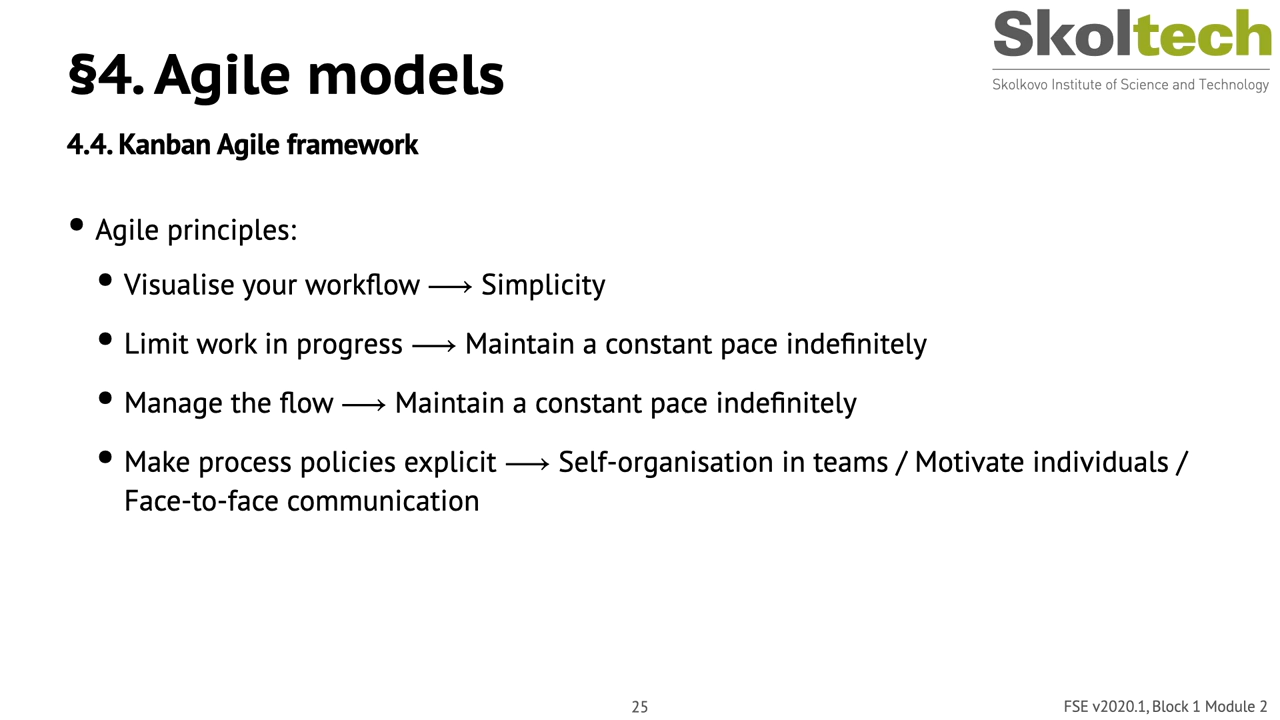 Skoltech
Skolkovo Institute of Science and Technology
§4. Agile models
4.4. Kanban Agile framework
• Agile principles:
• Visualise your workflow ⟶ Simplicity
• Limit work in progress ⟶ Maintain a constant pace indefinitely
• Manage the flow ⟶ Maintain a constant pace indefinitely
• Make process policies explicit ⟶ Self-organisation in teams / Motivate individuals /
Face-to-face communication
25
FSE v2020.1, Block 1 Module 2